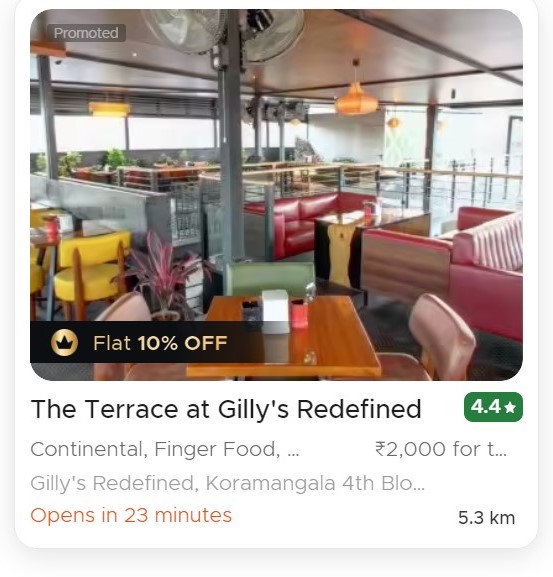 Promoted
Flat 10% OFF
The Terrace at Gilly's Redefined
4.4★
Continental, Finger Food, ...
₹2,000 for t...
Gilly's Redefined, Koramangala 4th Blo...
Opens in 23 minutes
5.3 km